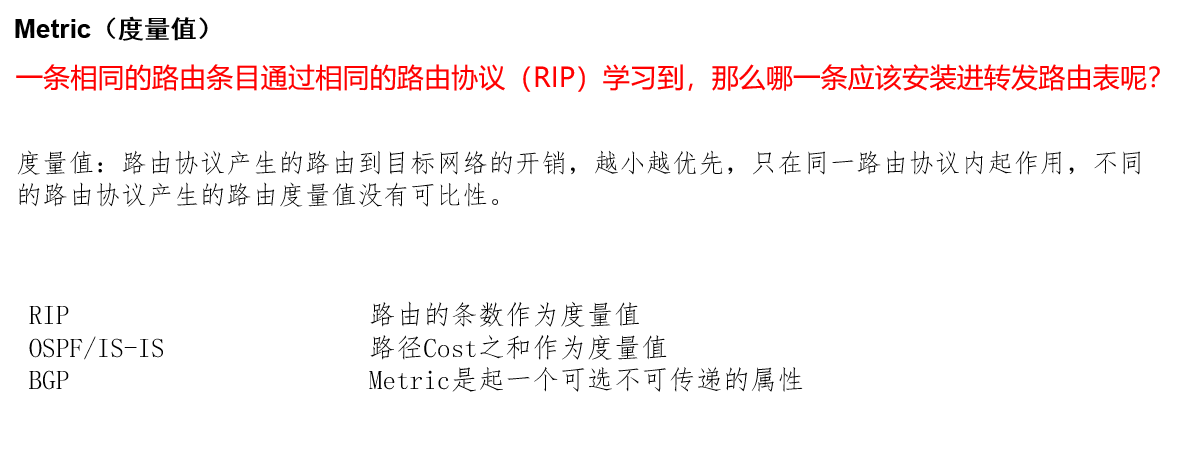 Metric（度量值）
一条相同的路由条目通过相同的路由协议（RIP）学习到，那么哪一条应该安装进转发路由表呢？
度量值：路由协议产生的路由到目标网络的开销，越小越优先，只在同一路由协议内起作用，不同
的路由协议产生的路由度量值没有可比性。
RIP 路由的条数作为度量值
OSPF/IS-IS 路径Cost之和作为度量值
BGP Metric是起一个可选不可传递的属性